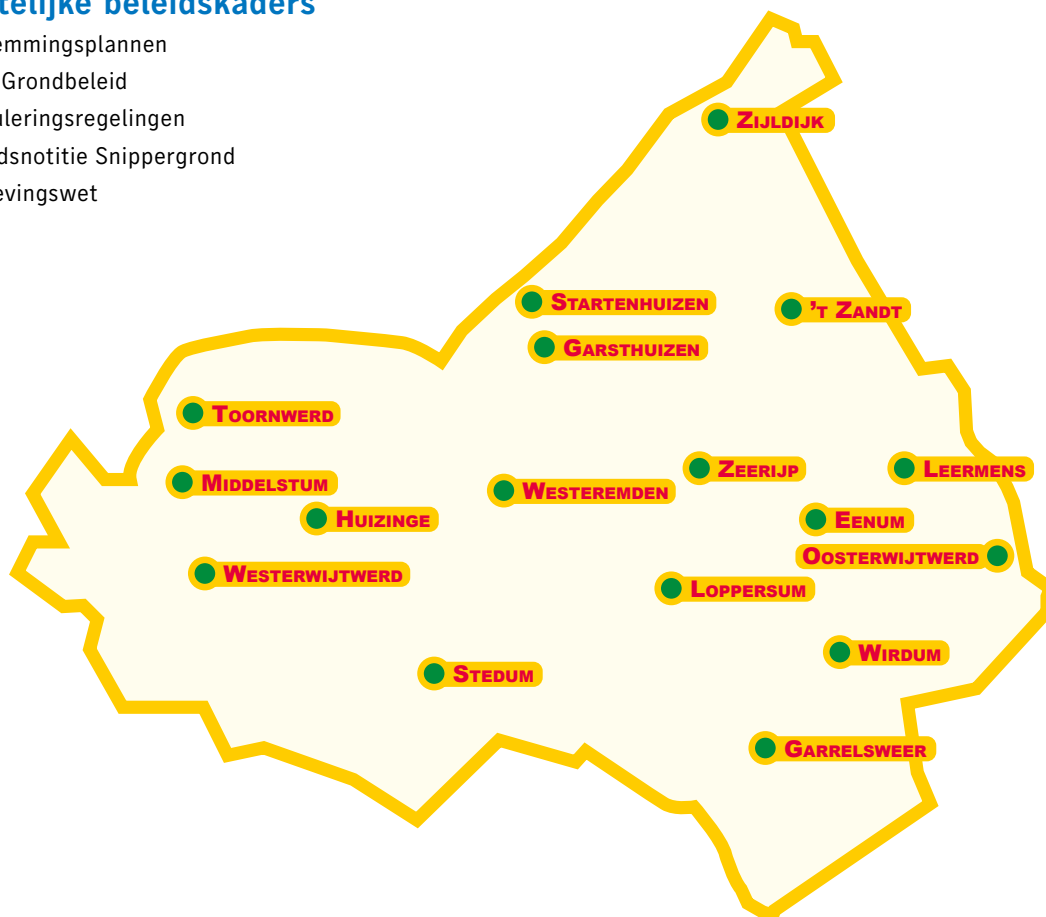 telijke beleidskaders
emmingsplannen
Grondbeleid
uleringsregelingen
dsnotitie Snippergrond
evingswet
Zijldijk
Startenhuizen
't Zandt
Garsthuizen
Toornwerd
Zeerijp
Leermens
Middelstum
Westeremden
Huizinge
Eenum
Oosterwijtwerd
Westerwijtwerd
Loppersum
Wirdum
Stedum
Garrelsweer